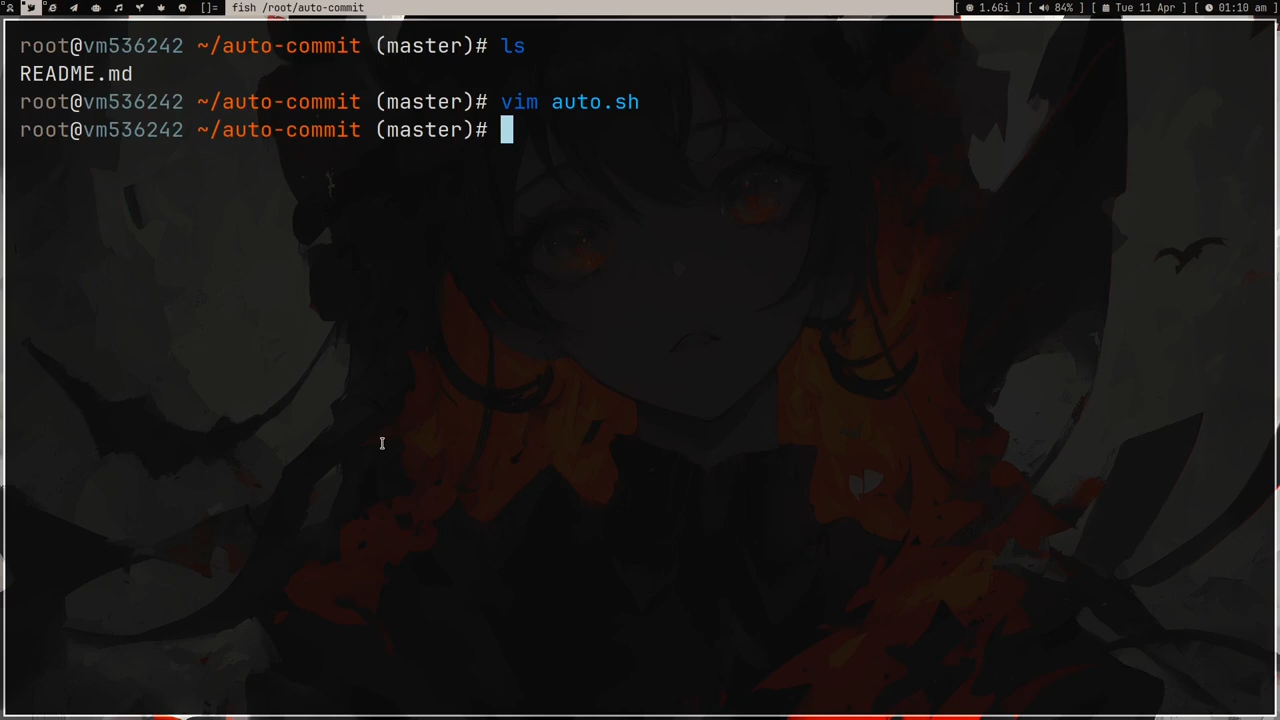 []= fish /root/auto-commit [ 1.66i ] [ 84% ] [ Tue 11 Apr ] [ 01:10 am ]
root@vm536242 ~/auto-commit (master)# ls
README.md
root@vm536242 ~/auto-commit (master)# vim auto.sh
root@vm536242 ~/auto-commit (master)#